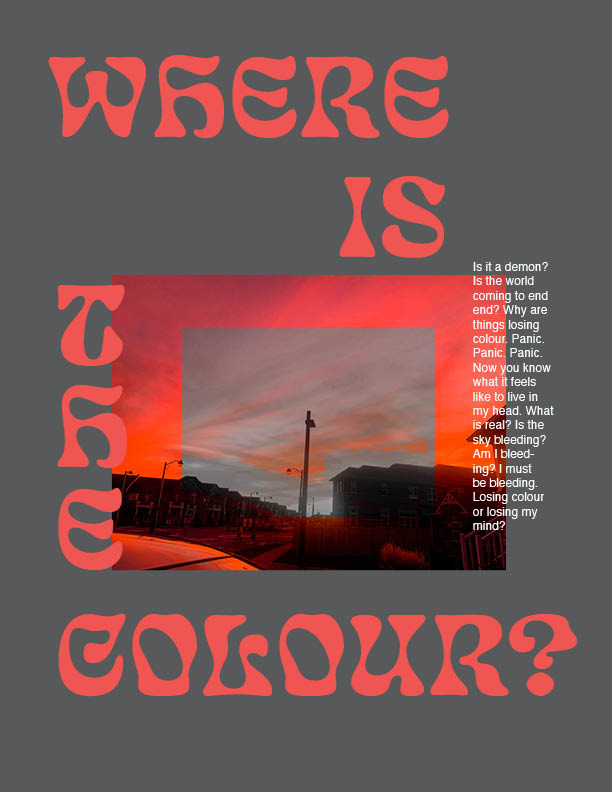 WHERE
IS
THE
COLOUR?
Is it a demon?
Is the world
coming to end
end? Why are
things losing
colour. Panic.
Panic. Panic.
Now you know
what it feels
like to live in
my head. What
is real? Is the
sky bleeding?
Am I bleed-
ing? I must
be bleeding.
Losing colour
or losing my
mind?